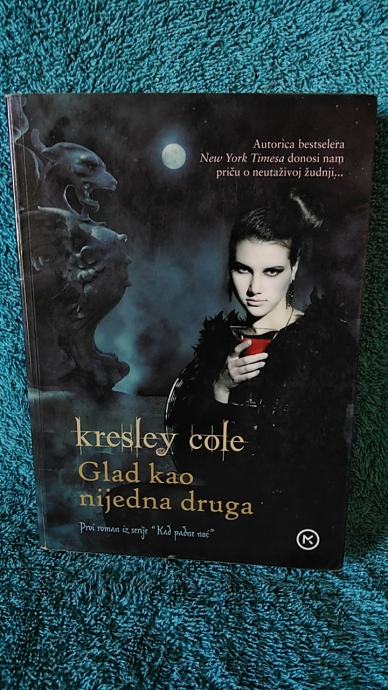 Autorica bestselera
New York Timesa donosi nam
priču o neutaživoj žudnji,..
kresley cole
Glad kao
nijedna druga
Prvi roman iz serije "Kad padne noć"